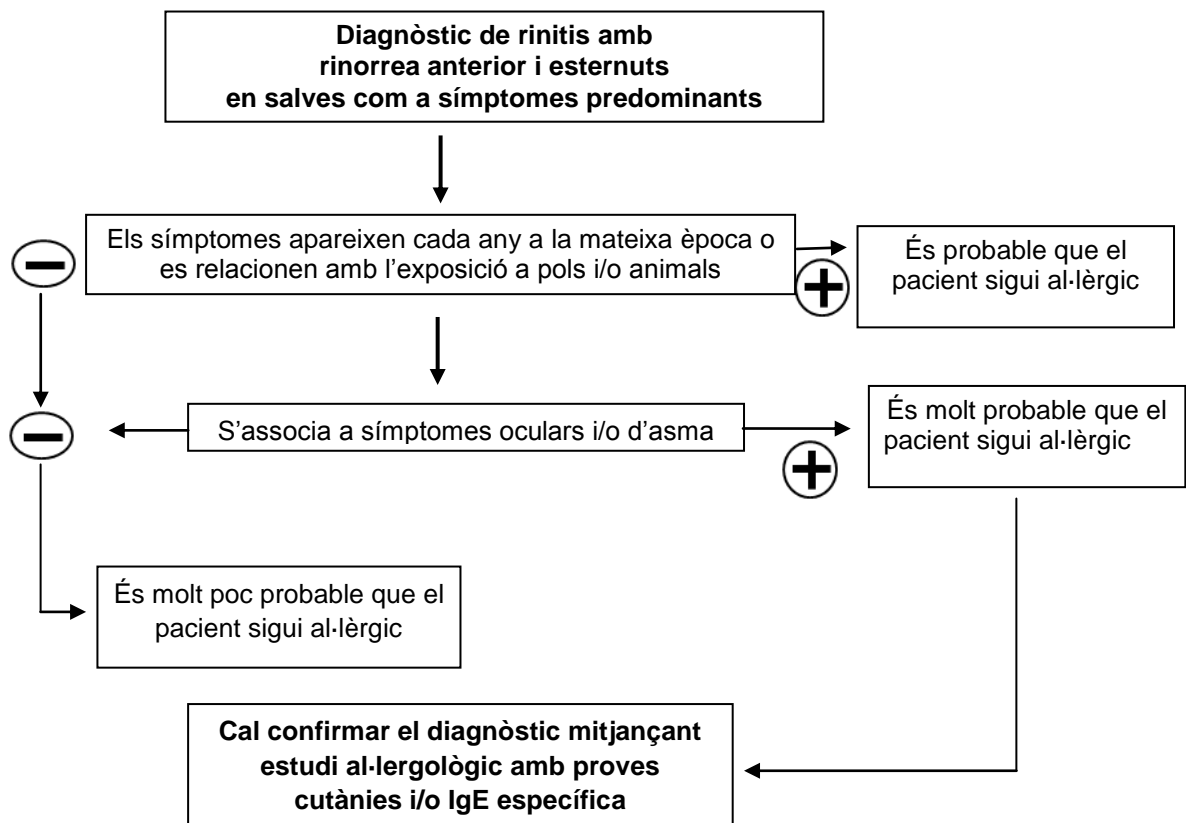 Diagnòstic de rinitis amb
rinorrea anterior i esternuts
en salves com a símptomes predominants
Els símptomes apareixen cada any a la mateixa època o
es relacionen amb l’exposició a pols i/o animals
És probable que el
pacient sigui al·lèrgic
S’associa a símptomes oculars i/o d’asma
És molt probable que el
pacient sigui al·lèrgic
És molt poc probable que el
pacient sigui al·lèrgic
Cal confirmar el diagnòstic mitjançant
estudi al·lergològic amb proves
cutànies i/o IgE específica